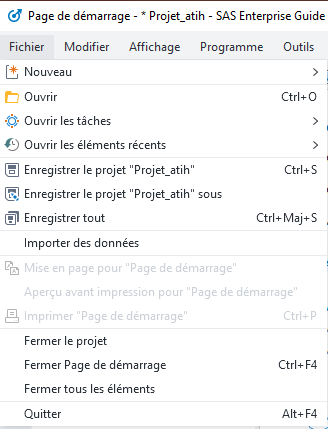 Page de démarrage - * Projet_atih - SAS Enterprise Guide
Fichier Modifier Affichage Programme Outils
Nouveau
Ouvrir Ctrl+O
Ouvrir les tâches
Ouvrir les éléments récents
Enregistrer le projet "Projet_atih" Ctrl+S
Enregistrer le projet "Projet_atih" sous
Enregistrer tout Ctrl+Maj+S
Importer des données
Mise en page pour "Page de démarrage"
Aperçu avant impression pour "Page de démarrage"
Imprimer "Page de démarrage" Ctrl+P
Fermer le projet
Fermer Page de démarrage Ctrl+F4
Fermer tous les éléments
Quitter Alt+F4